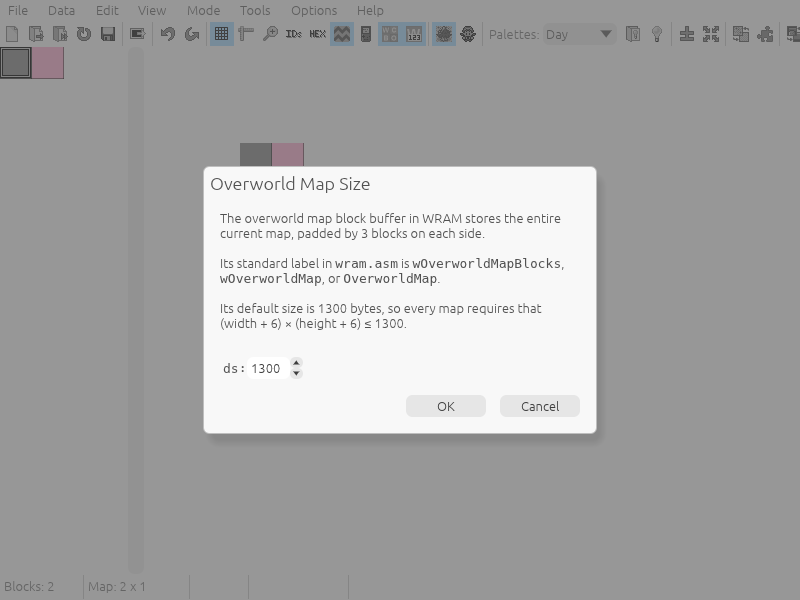 File Data Edit View Mode Tools Options Help
IDs HEX 123 Palettes: Day
Overworld Map Size
The overworld map block buffer in WRAM stores the entire
current map, padded by 3 blocks on each side.
Its standard label in wram.asm is wOverworldMapBlocks,
wOverworldMap, or OverworldMap.
Its default size is 1300 bytes, so every map requires that
(width + 6) × (height + 6) ≤ 1300.
ds: 1300
OK Cancel
Blocks: 2 Map: 2 x 1